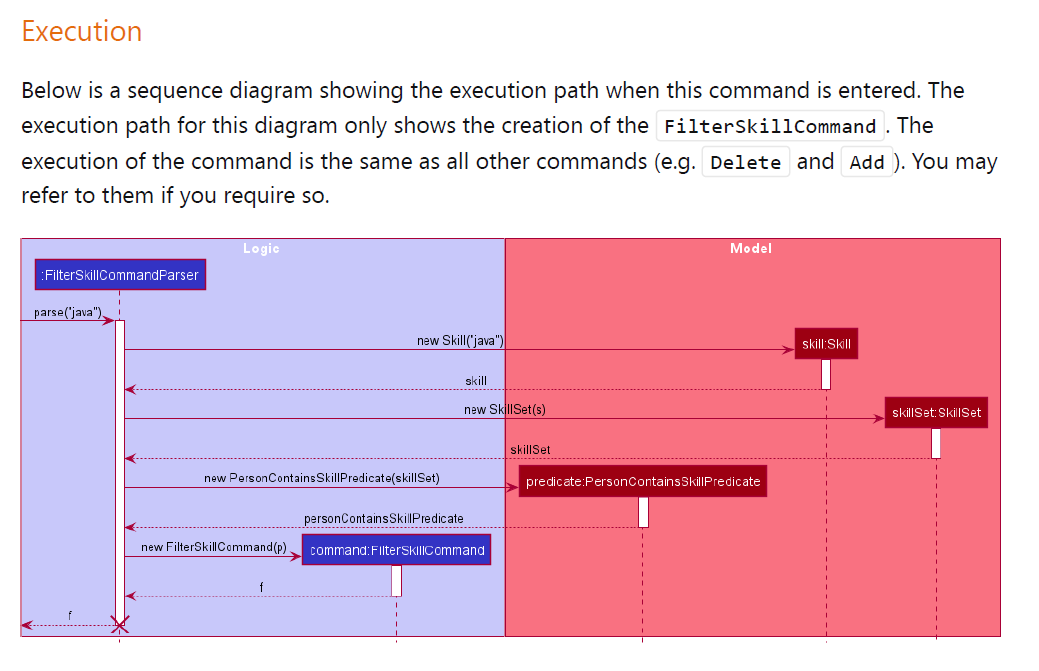 Execution
Below is a sequence diagram showing the execution path when this command is entered. The
execution path for this diagram only shows the creation of the FilterSkillCommand. The
execution of the command is the same as all other commands (e.g. Delete and Add). You may
refer to them if you require so.
Logic
Model
:FilterSkillCommandParser
parse("java")
new Skill("java")
skill:Skill
skill
new SkillSet(s)
skillSet:SkillSet
skillSet
new PersonContainsSkillPredicate(skillSet)
predicate:PersonContainsSkillPredicate
personContainsSkillPredicate
new FilterSkillCommand(p)
command:FilterSkillCommand
f
f